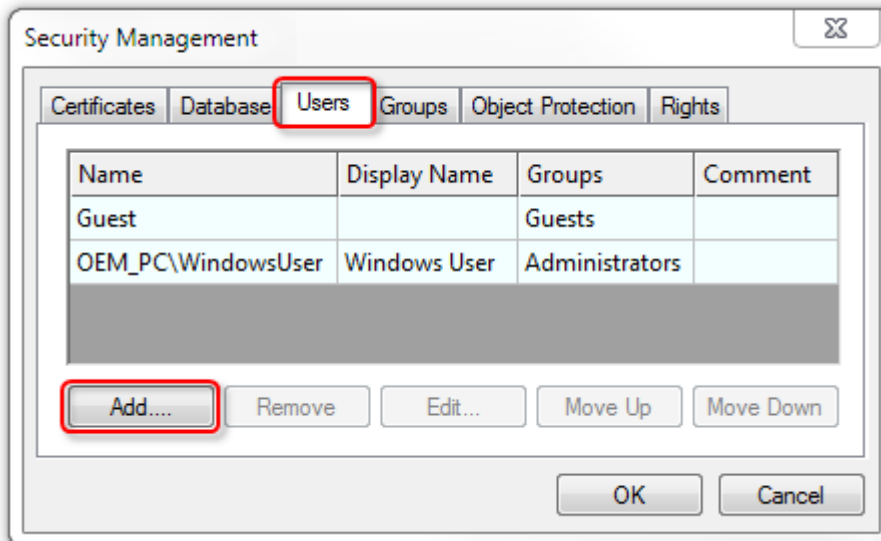 Security Management
Certificates Database Users Groups Object Protection Rights
Name Display Name Groups Comment
Guest Guests
OEM_PC\WindowsUser Windows User Administrators
Add.... Remove Edit... Move Up Move Down
OK Cancel